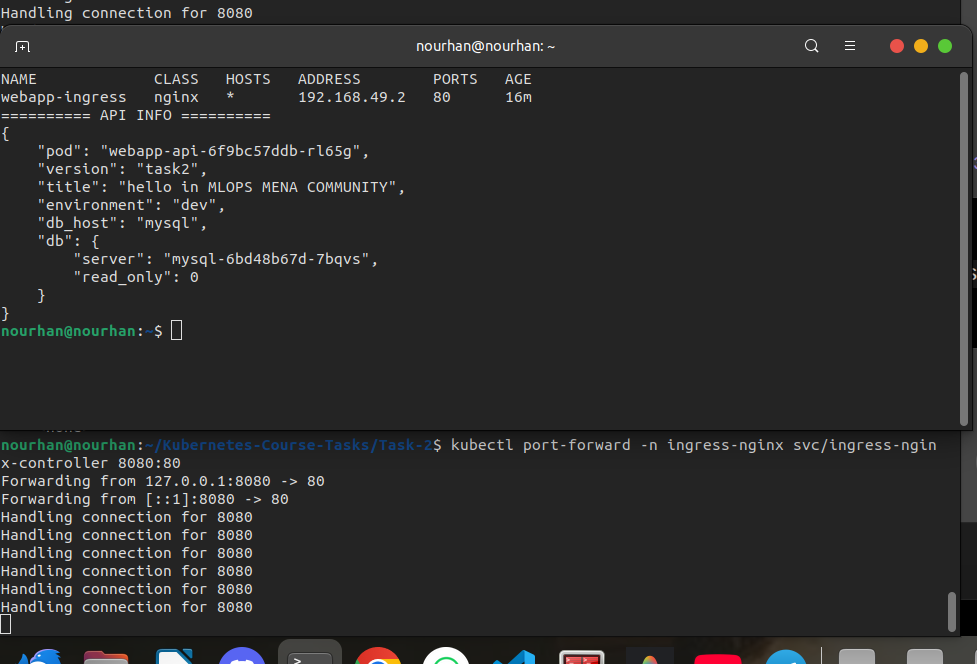 Handling connection for 8080
nourhan@nourhan: ~
NAME CLASS HOSTS ADDRESS PORTS AGE
webapp-ingress nginx * 192.168.49.2 80 16m
========== API INFO ==========
{
    "pod": "webapp-api-6f9bc57ddb-rl65g",
    "version": "task2",
    "title": "hello in MLOPS MENA COMMUNITY",
    "environment": "dev",
    "db_host": "mysql",
    "db": {
        "server": "mysql-6bd48b67d-7bqvs",
        "read_only": 0
    }
}
nourhan@nourhan:~$
nourhan@nourhan:~/Kubernetes-Course-Tasks/Task-2$ kubectl port-forward -n ingress-nginx svc/ingress-ngin
x-controller 8080:80
Forwarding from 127.0.0.1:8080 -> 80
Forwarding from [::1]:8080 -> 80
Handling connection for 8080
Handling connection for 8080
Handling connection for 8080
Handling connection for 8080
Handling connection for 8080
Handling connection for 8080